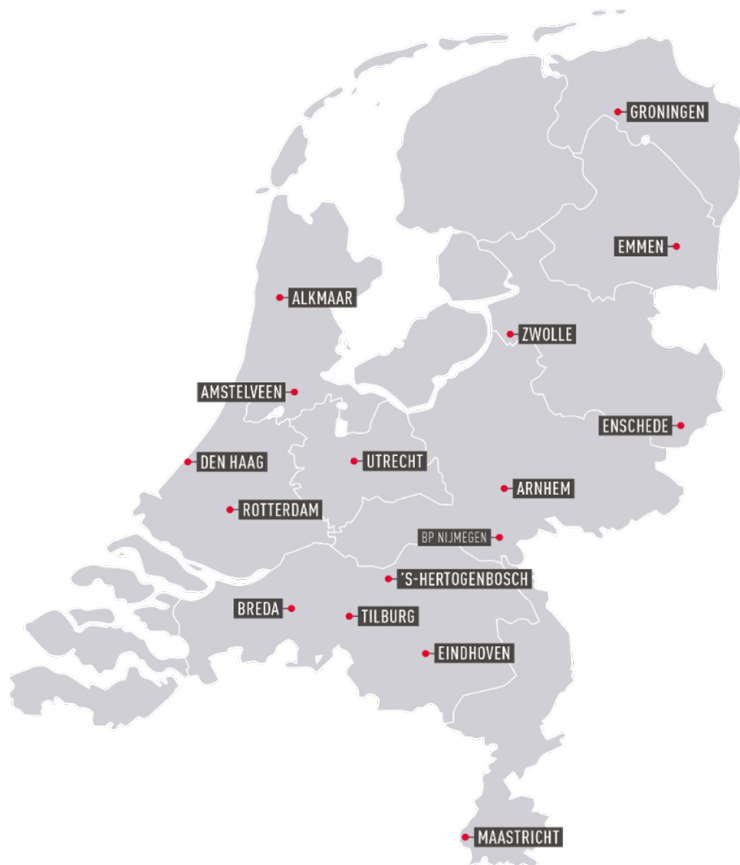 GRONINGEN
EMMEN
ALKMAAR
ZWOLLE
AMSTELVEEN
ENSCHEDE
DEN HAAG
UTRECHT
ARNHEM
ROTTERDAM
BP NIJMEGEN
'S-HERTOGENBOSCH
BREDA
TILBURG
EINDHOVEN
MAASTRICHT